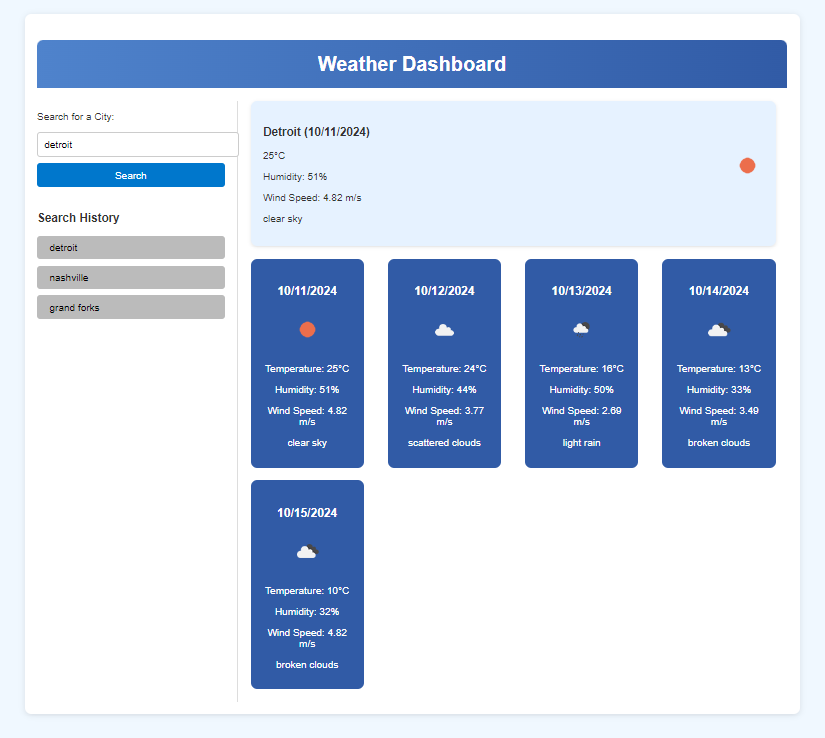 Weather Dashboard
Search for a City:
detroit
Search
Search History
detroit
nashville
grand forks
Detroit (10/11/2024)
25°C
Humidity: 51%
Wind Speed: 4.82 m/s
clear sky
10/11/2024
Temperature: 25°C
Humidity: 51%
Wind Speed: 4.82
m/s
clear sky
10/12/2024
Temperature: 24°C
Humidity: 44%
Wind Speed: 3.77
m/s
scattered clouds
10/13/2024
Temperature: 16°C
Humidity: 50%
Wind Speed: 2.69
m/s
light rain
10/14/2024
Temperature: 13°C
Humidity: 33%
Wind Speed: 3.49
m/s
broken clouds
10/15/2024
Temperature: 10°C
Humidity: 32%
Wind Speed: 4.82
m/s
broken clouds